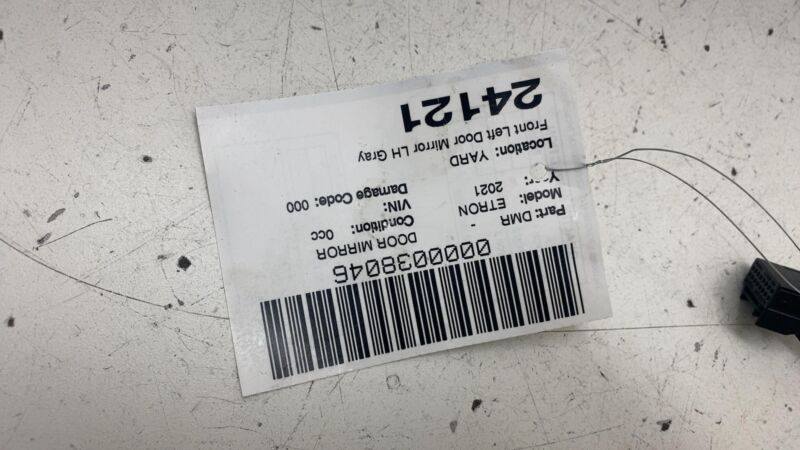 0000038046
Part: DMR - DOOR MIRROR
Model: ETRON Condition: 0cc
Year: 2021 VIN:
Damage Code: 000
Location: YARD
Front Left Door Mirror LH Gray
24121